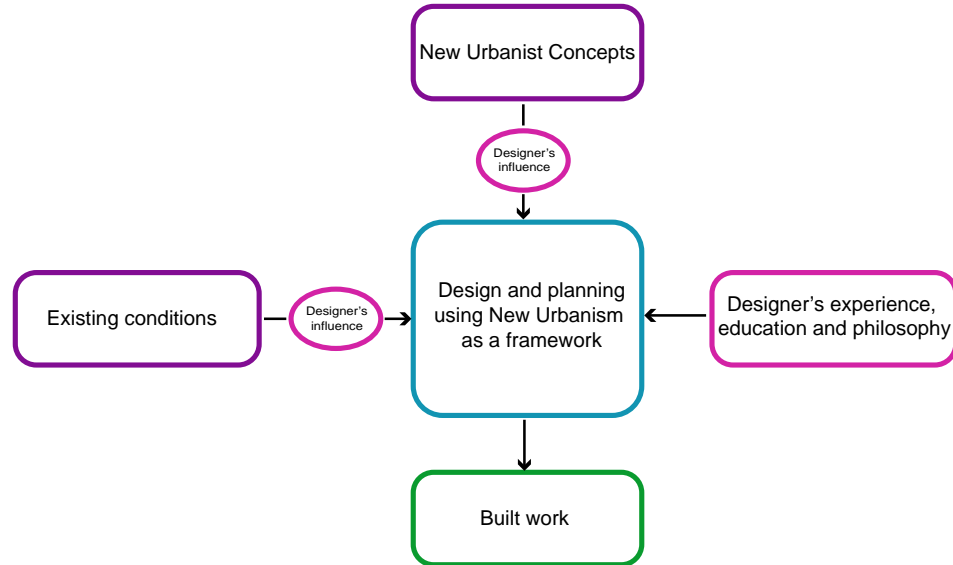 New Urbanist Concepts
Designer’s
influence
Existing conditions
Designer’s
influence
Design and planning
using New Urbanism
as a framework
Designer’s experience,
education and philosophy
Built work